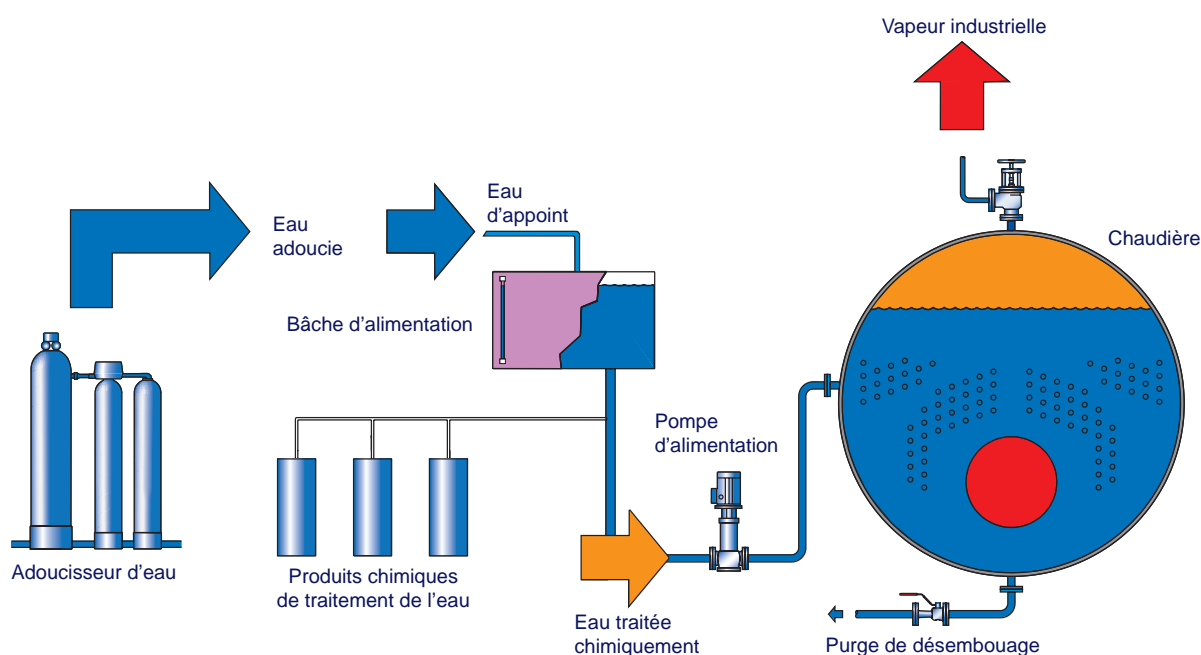 Vapeur industrielle
Eau
d'appoint
Eau
adoucie
Chaudière
Bâche d'alimentation
Pompe
d'alimentation
Adoucisseur d'eau
Produits chimiques
de traitement de l'eau
Eau traitée
chimiquement
Purge de désembouage